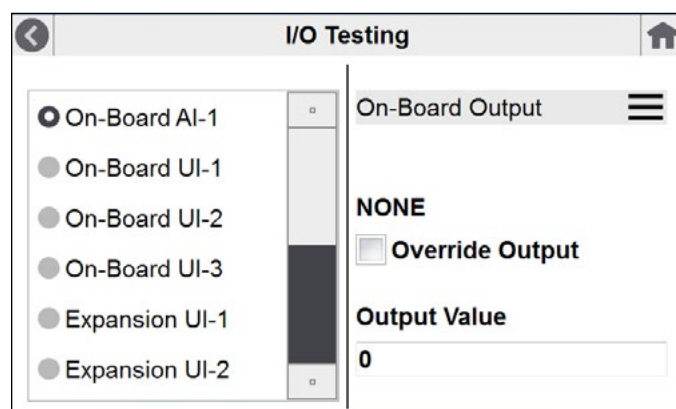 I/O Testing
On-Board AI-1
On-Board UI-1
On-Board UI-2
On-Board UI-3
Expansion UI-1
Expansion UI-2
On-Board Output
NONE
Override Output
Output Value
0